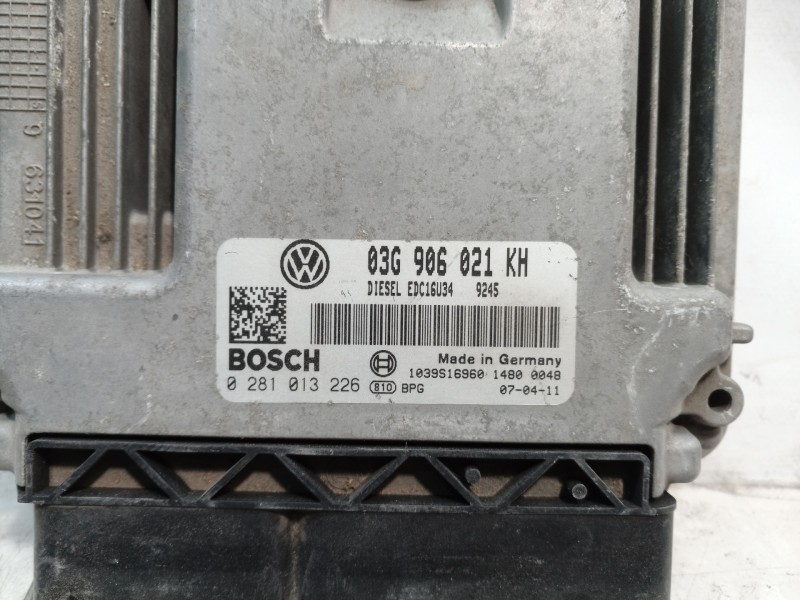 9 631041
VW
03G 906 021 KH
DIESEL EDC16U34 9245
BOSCH
Made in Germany
0 281 013 226 810 BPG
1039S16960 1480 0048
07-04-11